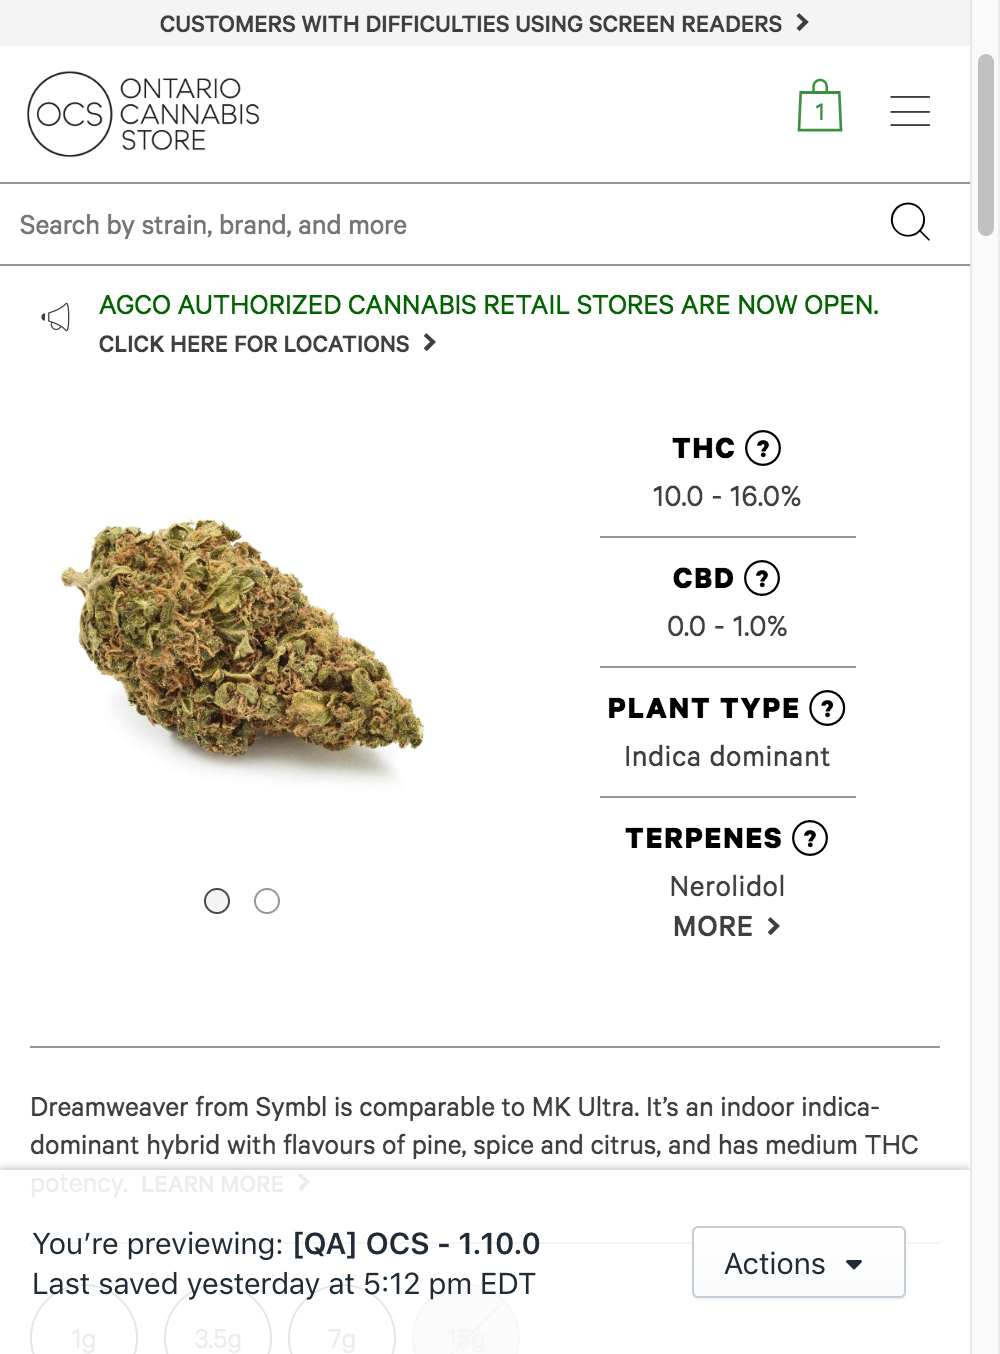 CUSTOMERS WITH DIFFICULTIES USING SCREEN READERS
OCS
ONTARIO
CANNABIS
STORE
1
Search by strain, brand, and more
AGCO AUTHORIZED CANNABIS RETAIL STORES ARE NOW OPEN.
CLICK HERE FOR LOCATIONS
THC ?
10.0 - 16.0%
CBD ?
0.0 - 1.0%
PLANT TYPE ?
Indica dominant
TERPENES ?
Nerolidol
MORE
Dreamweaver from Symbl is comparable to MK Ultra. It’s an indoor indica-
dominant hybrid with flavours of pine, spice and citrus, and has medium THC
potency. LEARN MORE
You’re previewing: [QA] OCS - 1.10.0
Last saved yesterday at 5:12 pm EDT
Actions
1g 3.5g 7g 15g